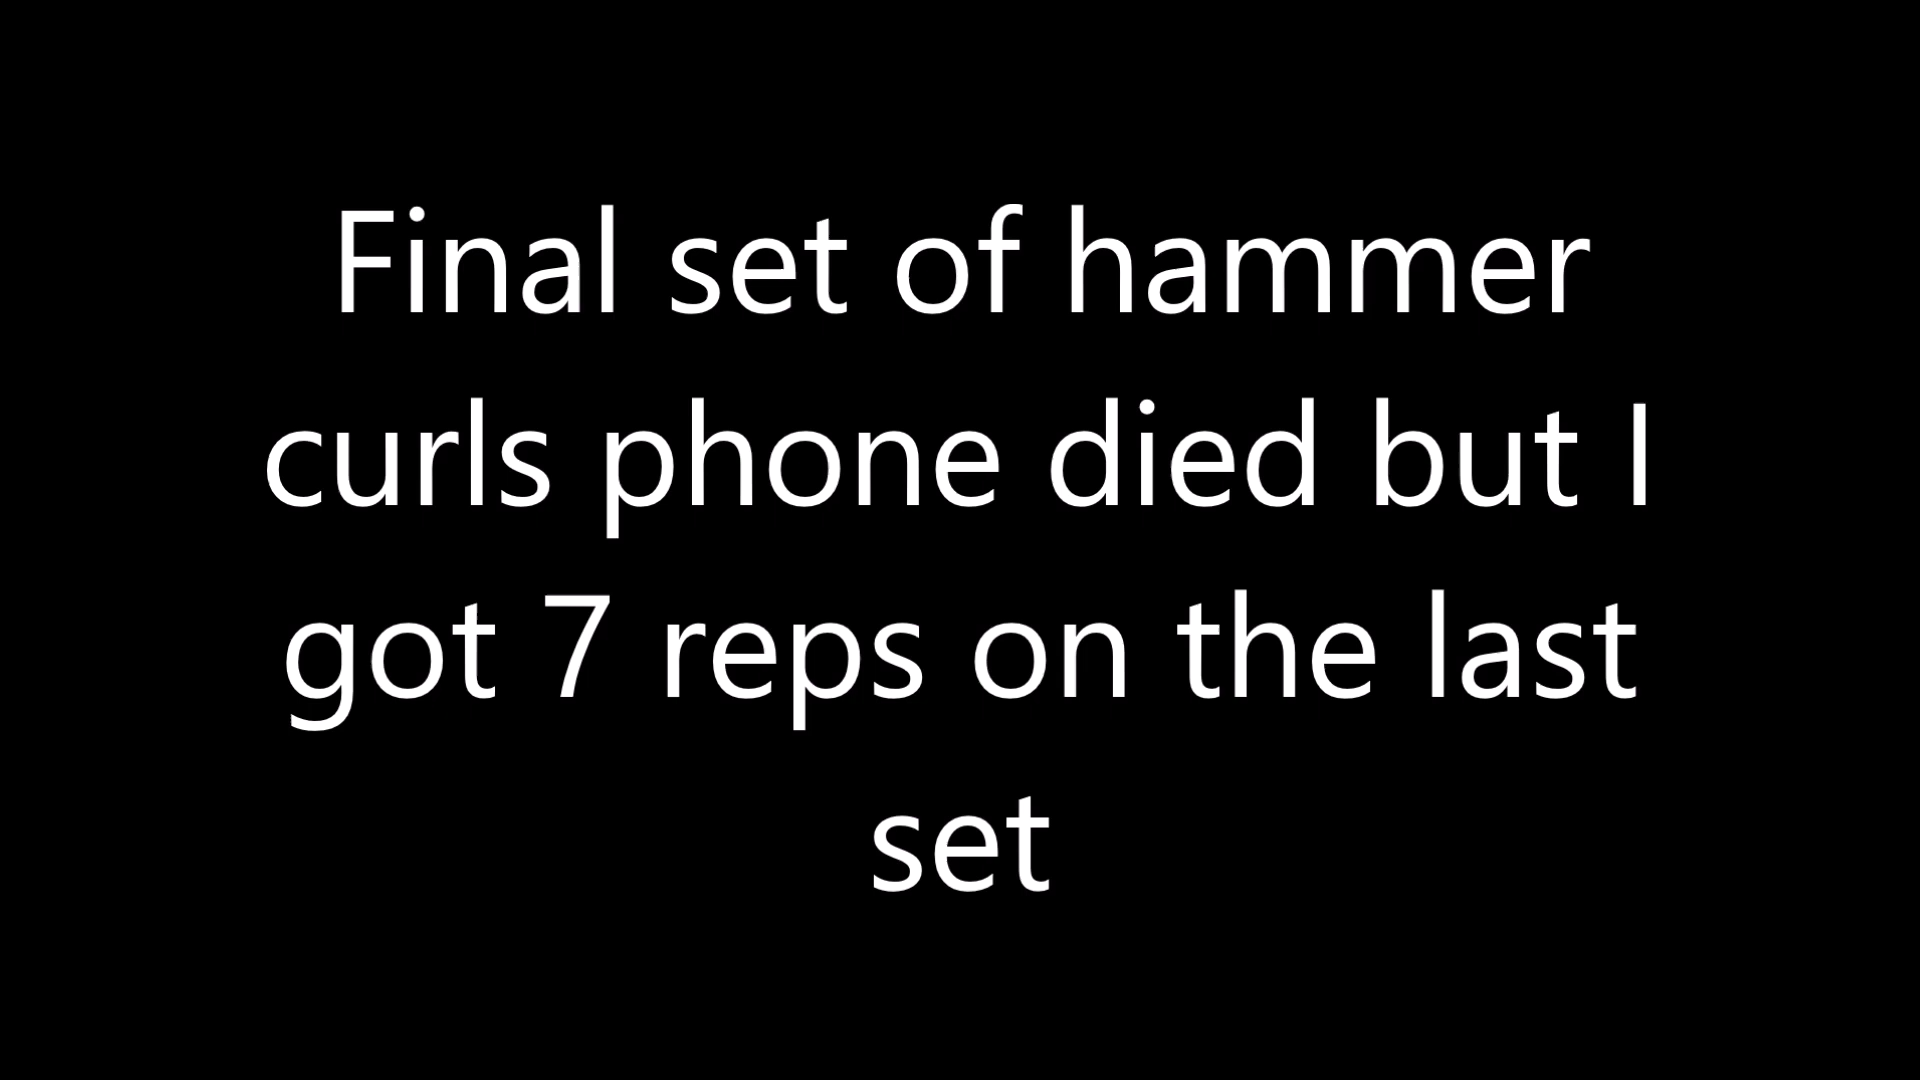 Final set of hammer
curls phone died but I
got 7 reps on the last
set